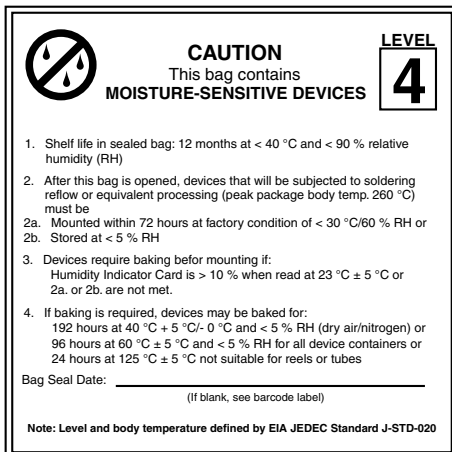 LEVEL
CAUTION
4
This bag contains
MOISTURE-SENSITIVE DEVICES
1. Shelf life in sealed bag: 12 months at < 40 °C and < 90 % relative
humidity (RH)
2. After this bag is opened, devices that will be subjected to soldering
reflow or equivalent processing (peak package body temp. 260 °C)
must be
2a. Mounted within 72 hours at factory condition of < 30 °C/60 % RH or
2b. Stored at < 5 % RH
3. Devices require baking befor mounting if:
Humidity Indicator Card is > 10 % when read at 23 °C ± 5 °C or
2a. or 2b. are not met.
4. If baking is required, devices may be baked for:
192 hours at 40 °C + 5 °C/- 0 °C and < 5 % RH (dry air/nitrogen) or
96 hours at 60 °C ± 5 °C and < 5 % RH for all device containers or
24 hours at 125 °C ± 5 °C not suitable for reels or tubes
Bag Seal Date:
(If blank, see barcode label)
Note: Level and body temperature defined by EIA JEDEC Standard J-STD-020